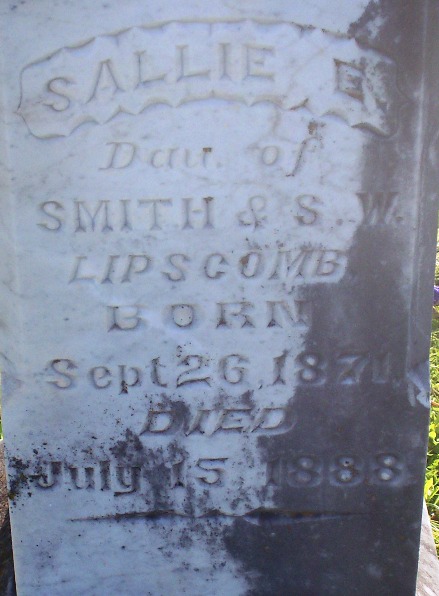 SALLIE E.
Dau. of
SMITH & S. W.
LIPSCOMB
BORN
Sept 26, 1871.
DIED
July 15, 1888.